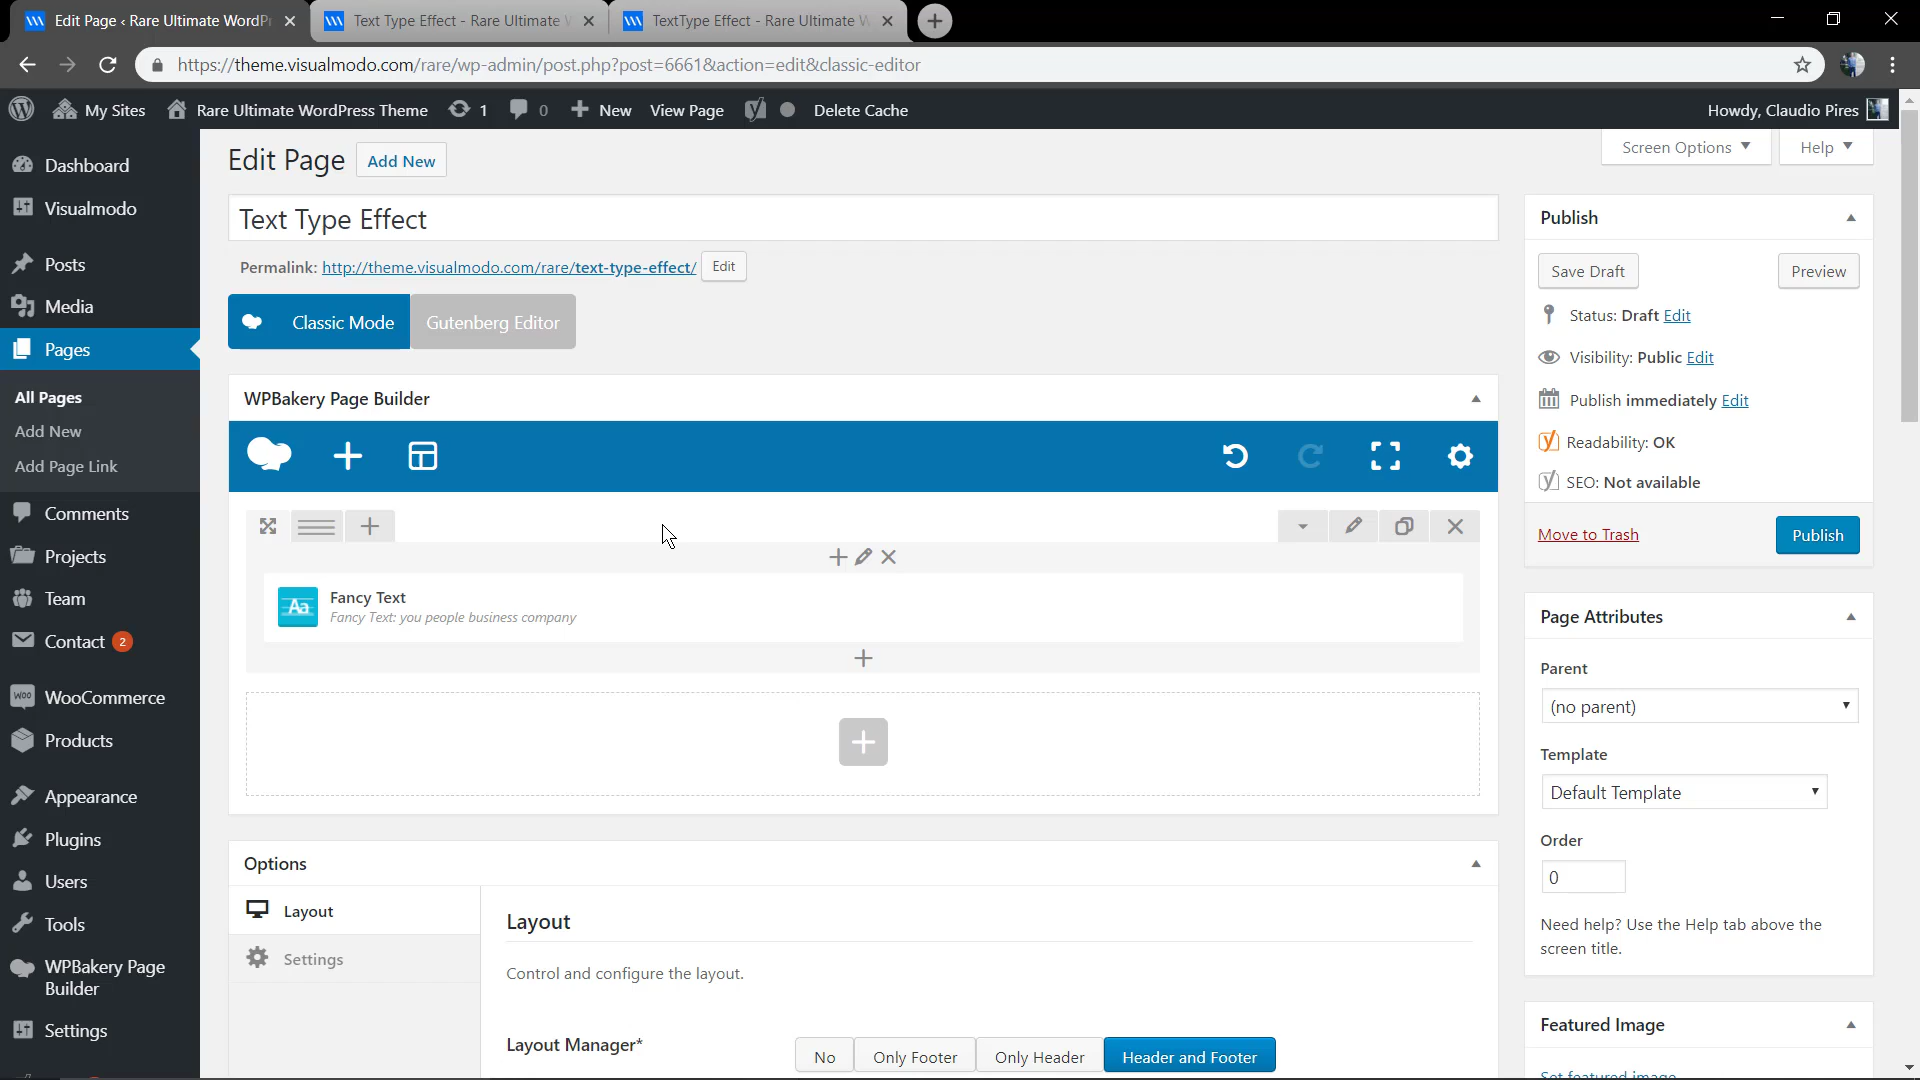 Edit Page ‹ Rare Ultimate WordP
Text Type Effect - Rare Ultimate
TextType Effect - Rare Ultimate W
https://theme.visualmodo.com/rare/wp-admin/post.php?post=6661&action=edit&classic-editor
My Sites
Rare Ultimate WordPress Theme
1
0
New
View Page
Delete Cache
Howdy, Claudio Pires
Dashboard
Visualmodo
Posts
Media
Pages
All Pages
Add New
Add Page Link
Comments
Projects
Team
Contact 2
WooCommerce
Products
Appearance
Plugins
Users
Tools
WPBakery Page
Builder
Settings
Edit Page
Add New
Screen Options
Help
Text Type Effect
Permalink: http://theme.visualmodo.com/rare/text-type-effect/
Edit
Classic Mode
Gutenberg Editor
WPBakery Page Builder
Aa
Fancy Text
Fancy Text: you people business company
Options
Layout
Settings
Layout
Control and configure the layout.
Layout Manager*
No
Only Footer
Only Header
Header and Footer
Publish
Save Draft
Preview
Status: Draft Edit
Visibility: Public Edit
Publish immediately Edit
Readability: OK
SEO: Not available
Move to Trash
Publish
Page Attributes
Parent
(no parent)
Template
Default Template
Order
0
Need help? Use the Help tab above the
screen title.
Featured Image
Set featured image